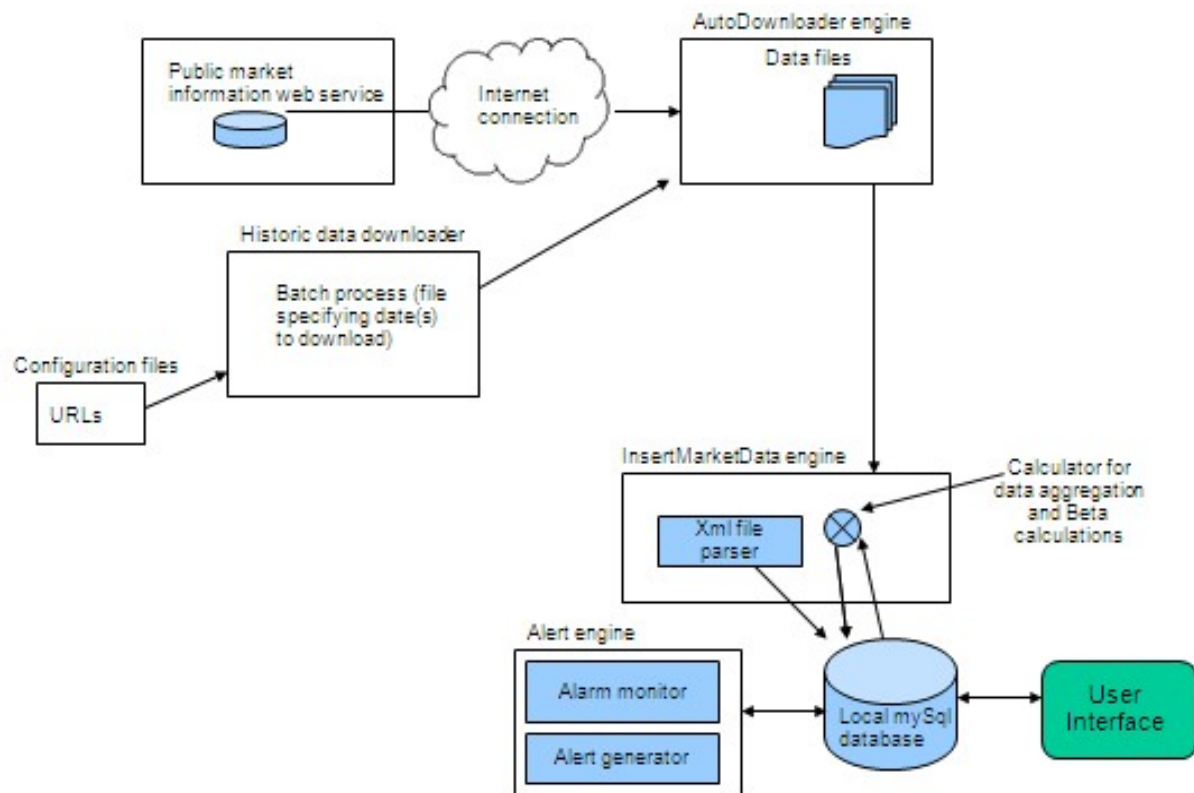 AutoDownloader engine
Data files
Public market
information web service
Internet
connection
Historic data downloader
Batch process (file
specifying date(s)
to download)
Configuration files
URLs
InsertMarketData engine
Xml file
parser
Calculator for
data aggregation
and Beta
calculations
Alert engine
Alarm monitor
Alert generator
Local mySql
database
User
Interface